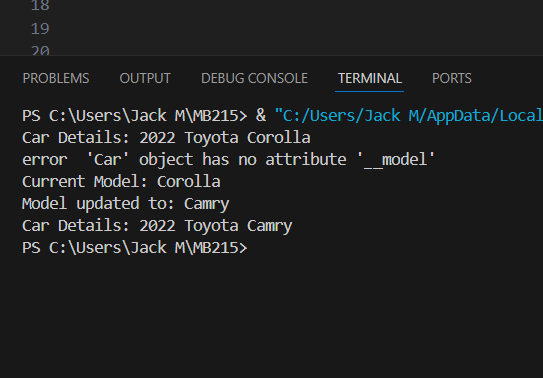 18
19
20
PROBLEMS OUTPUT DEBUG CONSOLE TERMINAL PORTS
PS C:\Users\Jack M\MB215> & "C:/Users/Jack M/AppData/Local
Car Details: 2022 Toyota Corolla
error  'Car' object has no attribute '__model'
Current Model: Corolla
Model updated to: Camry
Car Details: 2022 Toyota Camry
PS C:\Users\Jack M\MB215>